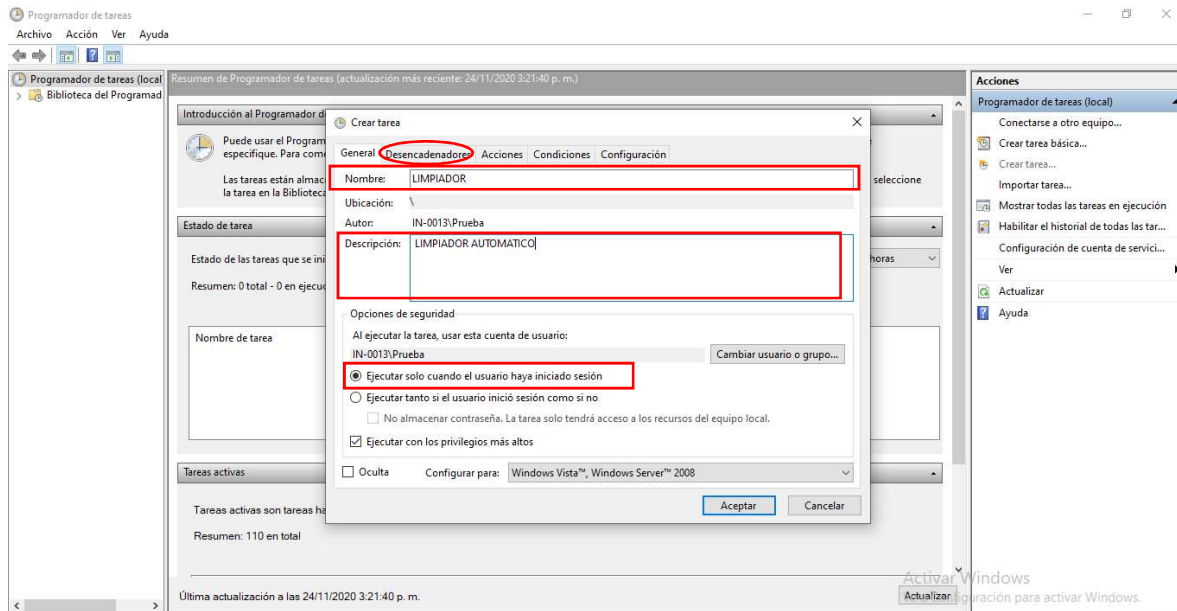 Programador de tareas
Archivo Acción Ver Ayuda
Programador de tareas (local
Biblioteca del Programad
Resumen de Programador de tareas (actualización más reciente: 24/11/2020 3:21:40 p. m.)
Introducción al Programador d
Puede usar el Program
especifique. Para come
Las tareas están almac
seleccione
la tarea en la Biblioteca
Estado de tarea
Estado de las tareas que se ini
horas
Resumen: 0 total - 0 en ejecuc
Nombre de tarea
Tareas activas
Tareas activas son tareas ha
Resumen: 110 en total
Última actualización a las 24/11/2020 3:21:40 p. m.
Actualizar
Crear tarea
General Desencadenadores Acciones Condiciones Configuración
Nombre: LIMPIADOR
Ubicación: \
Autor: IN-0013\Prueba
Descripción: LIMPIADOR AUTOMATICO
Opciones de seguridad
Al ejecutar la tarea, usar esta cuenta de usuario:
IN-0013\Prueba
Cambiar usuario o grupo...
Ejecutar solo cuando el usuario haya iniciado sesión
Ejecutar tanto si el usuario inició sesión como si no
No almacenar contraseña. La tarea solo tendrá acceso a los recursos del equipo local.
Ejecutar con los privilegios más altos
Oculta
Configurar para: Windows Vista™, Windows Server™ 2008
Aceptar Cancelar
Acciones
Programador de tareas (local)
Conectarse a otro equipo...
Crear tarea básica...
Crear tarea...
Importar tarea...
Mostrar todas las tareas en ejecución
Habilitar el historial de todas las tar...
Configuración de cuenta de servici...
Ver
Actualizar
Ayuda
Activar Windows
iguración para activar Windows.